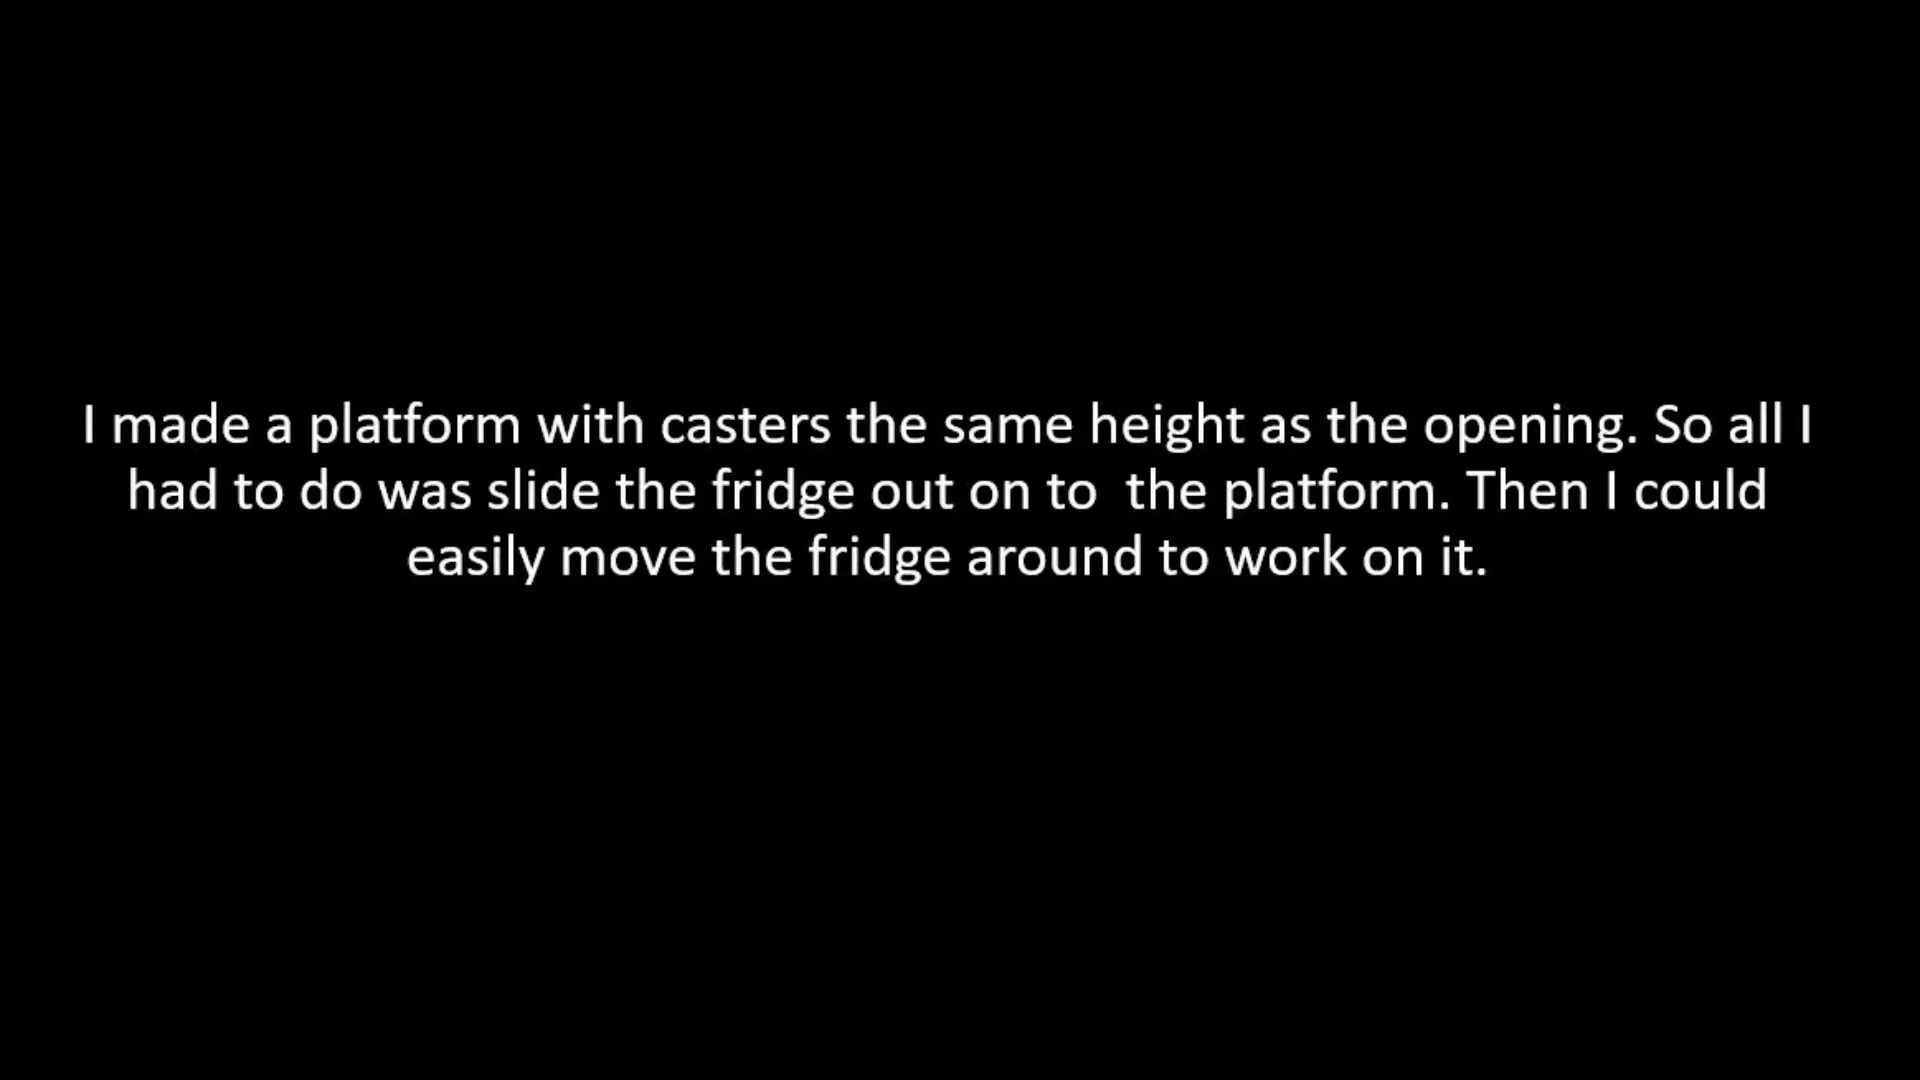 I made a platform with casters the same height as the opening. So all I
had to do was slide the fridge out on to  the platform. Then I could
easily move the fridge around to work on it.